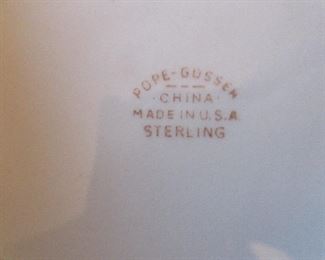 POPE-GOSSER
- - -
· CHINA ·
MADE IN U.S.A.
STERLING